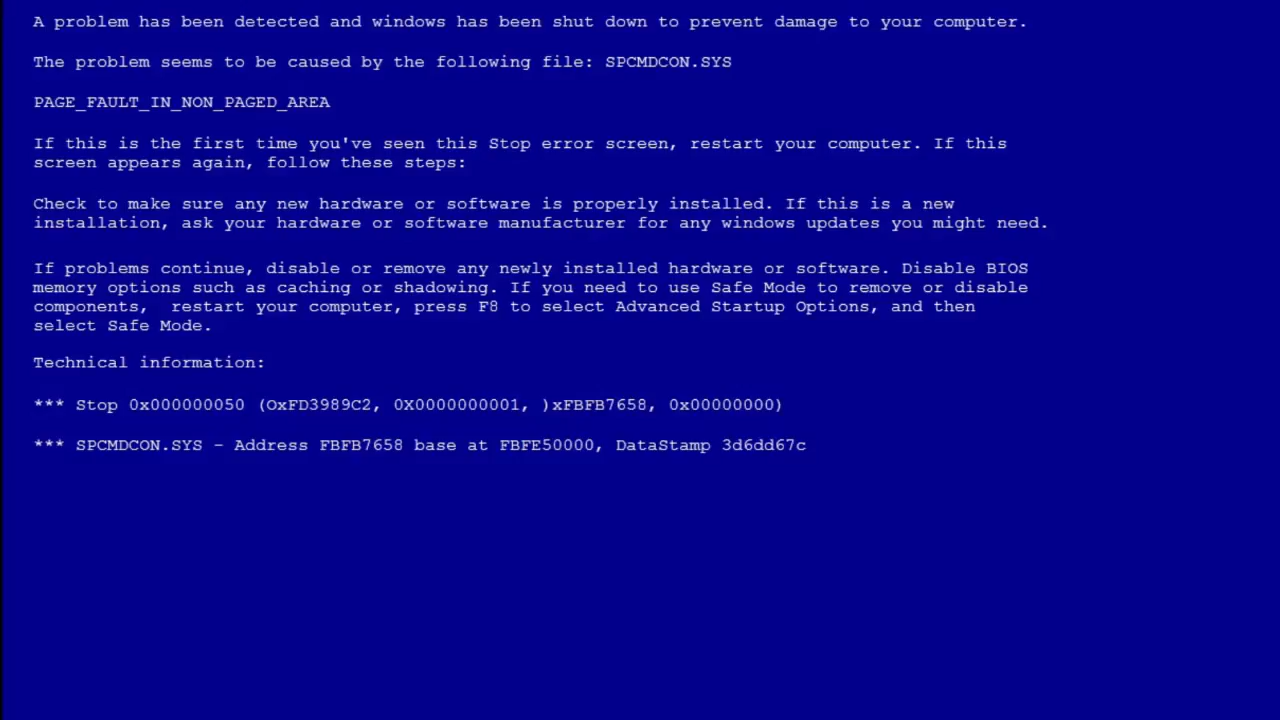 A problem has been detected and windows has been shut down to prevent damage to your computer.
The problem seems to be caused by the following file: SPCMDCON.SYS
PAGE_FAULT_IN_NON_PAGED_AREA
If this is the first time you've seen this Stop error screen, restart your computer. If this
screen appears again, follow these steps:
Check to make sure any new hardware or software is properly installed. If this is a new
installation, ask your hardware or software manufacturer for any windows updates you might need.
If problems continue, disable or remove any newly installed hardware or software. Disable BIOS
memory options such as caching or shadowing. If you need to use Safe Mode to remove or disable
components,  restart your computer, press F8 to select Advanced Startup Options, and then
select Safe Mode.
Technical information:
*** Stop 0x000000050 (OxFD3989C2, 0X0000000001, )xFBFB7658, 0x00000000)
*** SPCMDCON.SYS – Address FBFB7658 base at FBFE50000, DataStamp 3d6dd67c